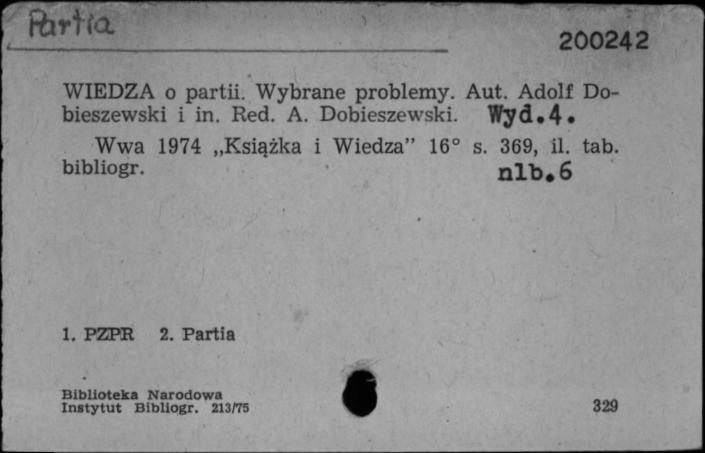 Partia
200242
WIEDZA o partii. Wybrane problemy. Aut. Adolf Do-
bieszewski i in. Red. A. Dobieszewski. Wyd.4.
Wwa 1974 „Książka i Wiedza” 16° s. 369, il. tab.
bibliogr. nlb.6
1. PZPR 2. Partia
Biblioteka Narodowa
Instytut Bibliogr. 213/75
329